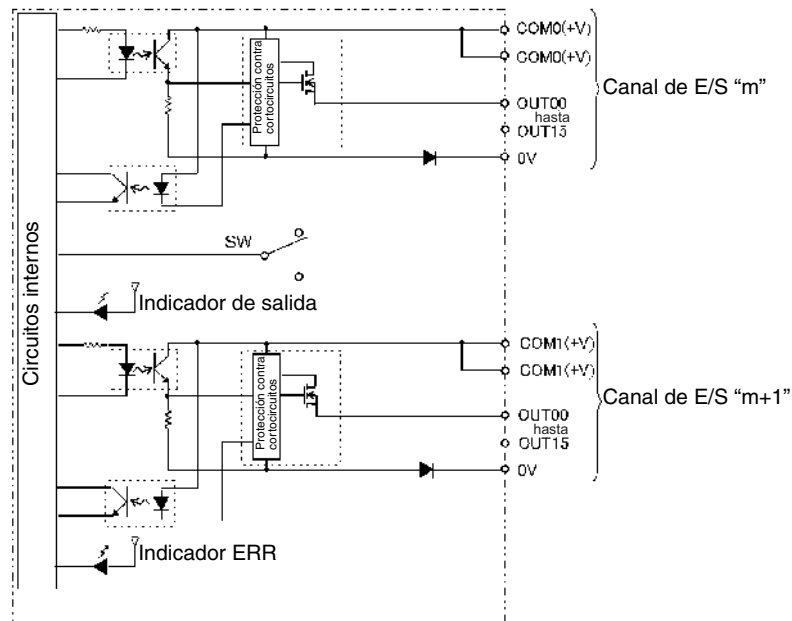 Circuitos internos
Protección contra
cortocircuitos
COM0(+V)
COM0(+V)
OUT00
hasta
OUT15
0V
Canal de E/S “m”
SW
Indicador de salida
Protección contra
cortocircuitos
COM1(+V)
COM1(+V)
OUT00
hasta
OUT15
0V
Canal de E/S “m+1”
Indicador ERR